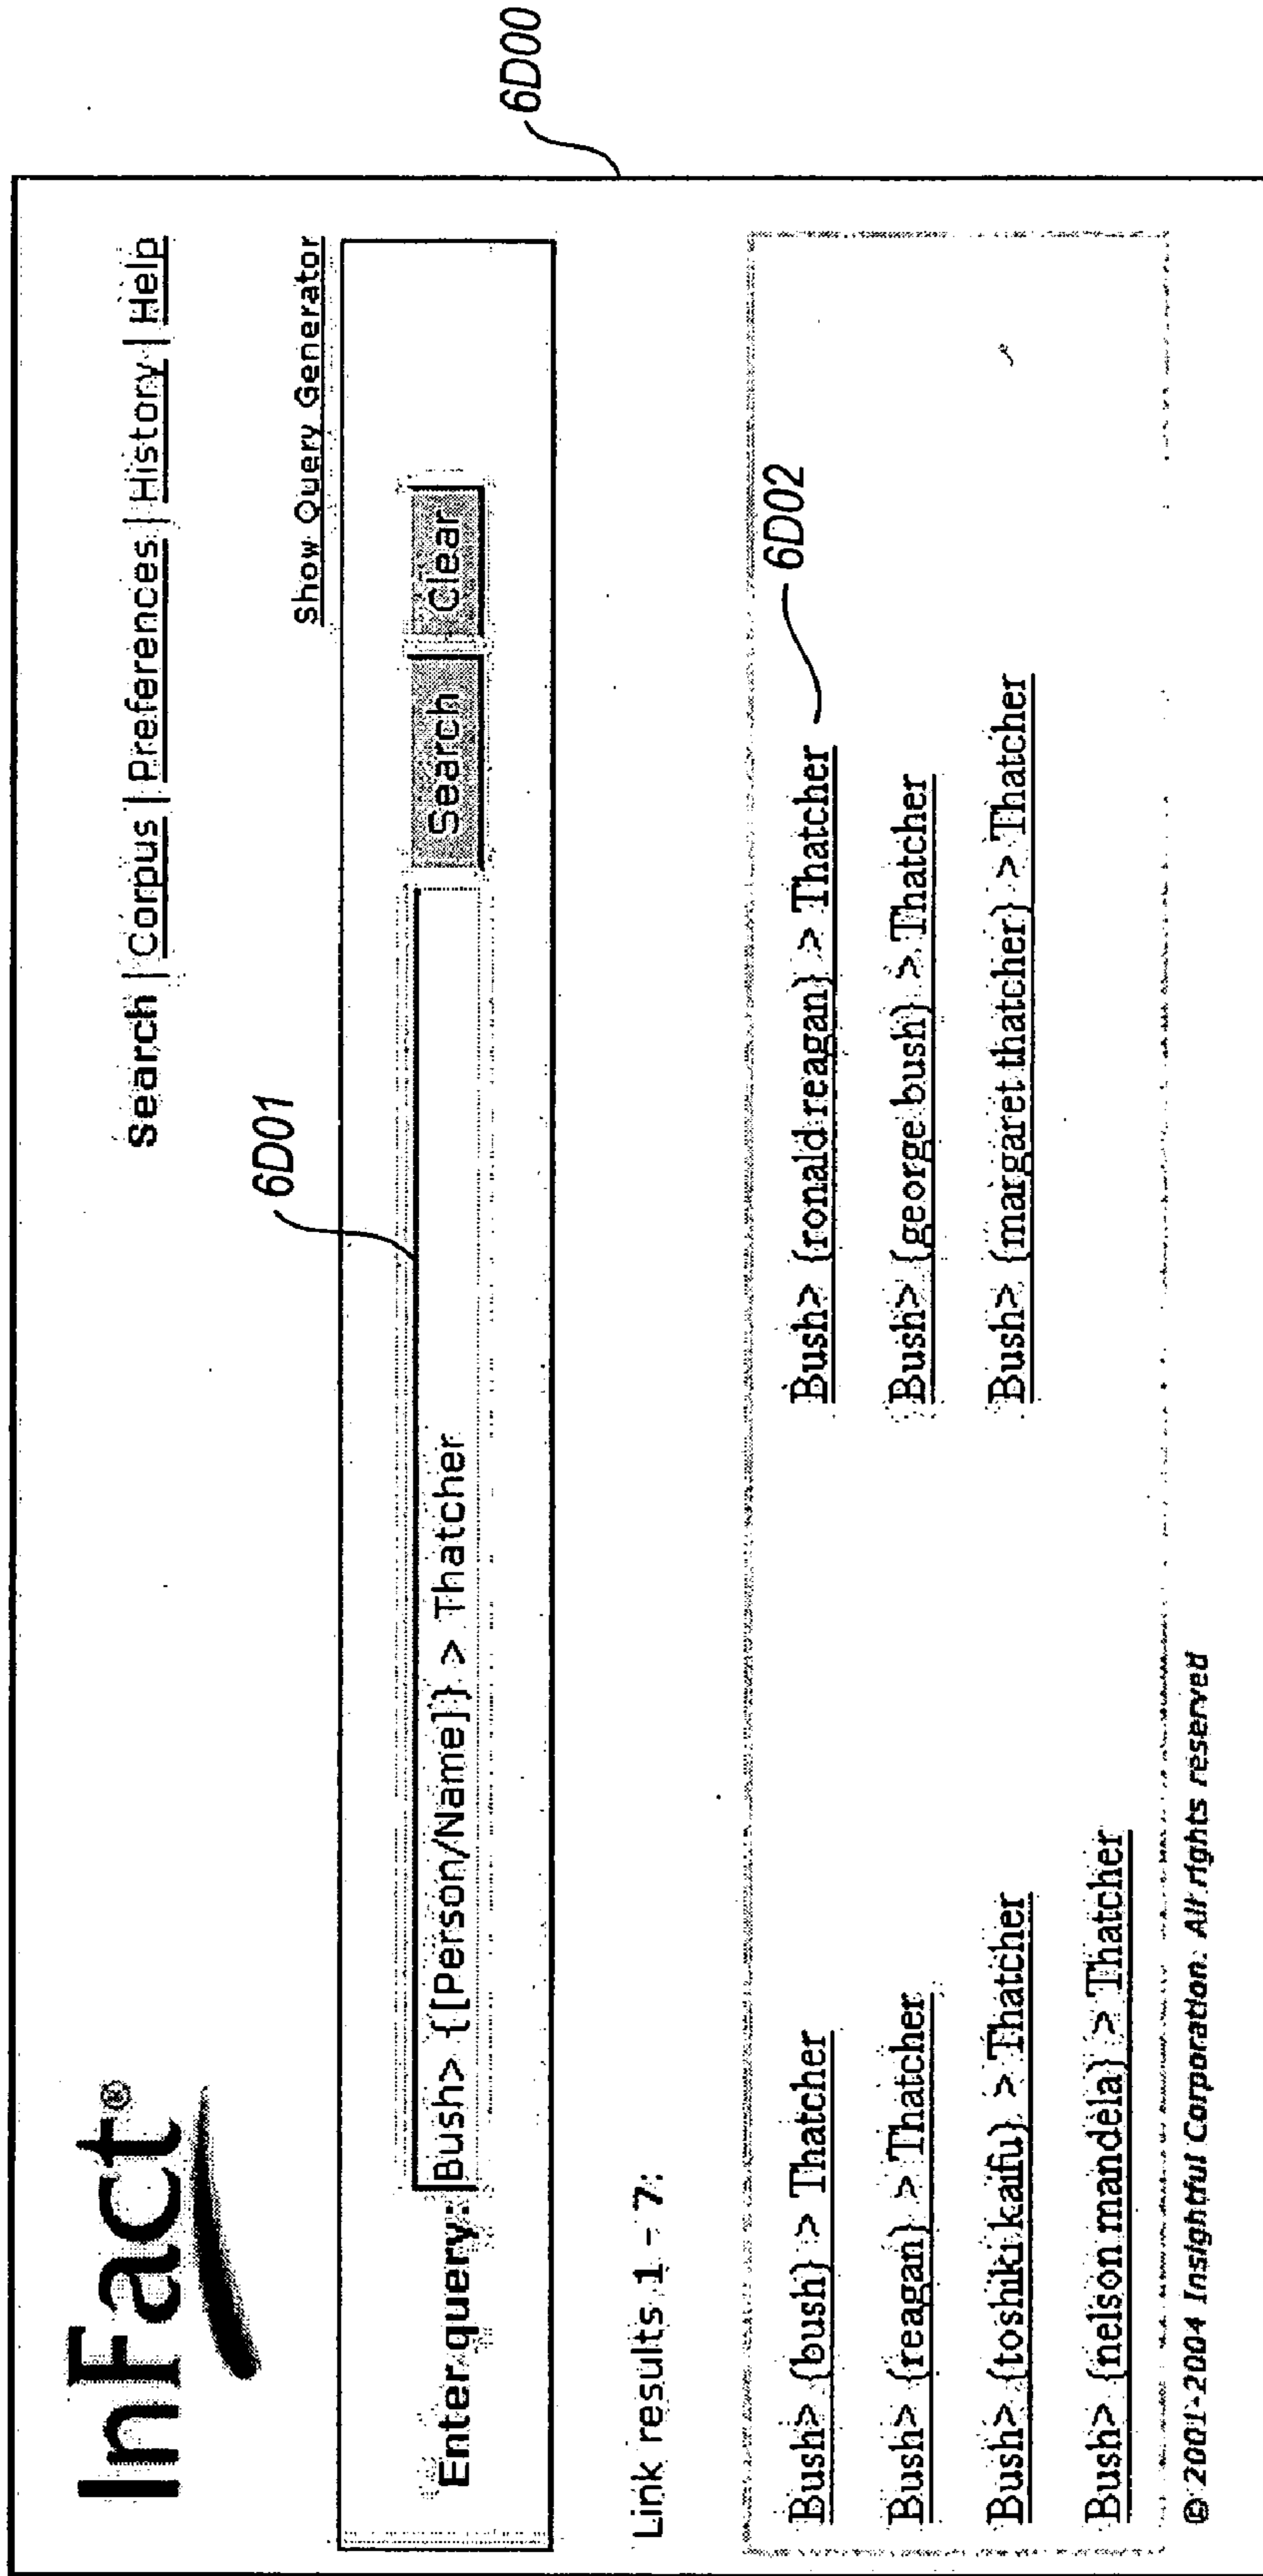 InFact®
Search | Corpus | Preferences | History | Help
6D01
Show Query Generator
Enter query: Bush> {[Person/Name]} > Thatcher Search Clear
6D00
Link results 1 - 7:
Bush> {bush} > Thatcher
Bush> {reagan} > Thatcher
Bush> {toshiki kaifu} > Thatcher
Bush> {nelson mandela} > Thatcher
Bush> {ronald reagan} > Thatcher
6D02
Bush> {george bush} > Thatcher
Bush> {margaret thatcher} > Thatcher
© 2001-2004 Insightful Corporation. All rights reserved